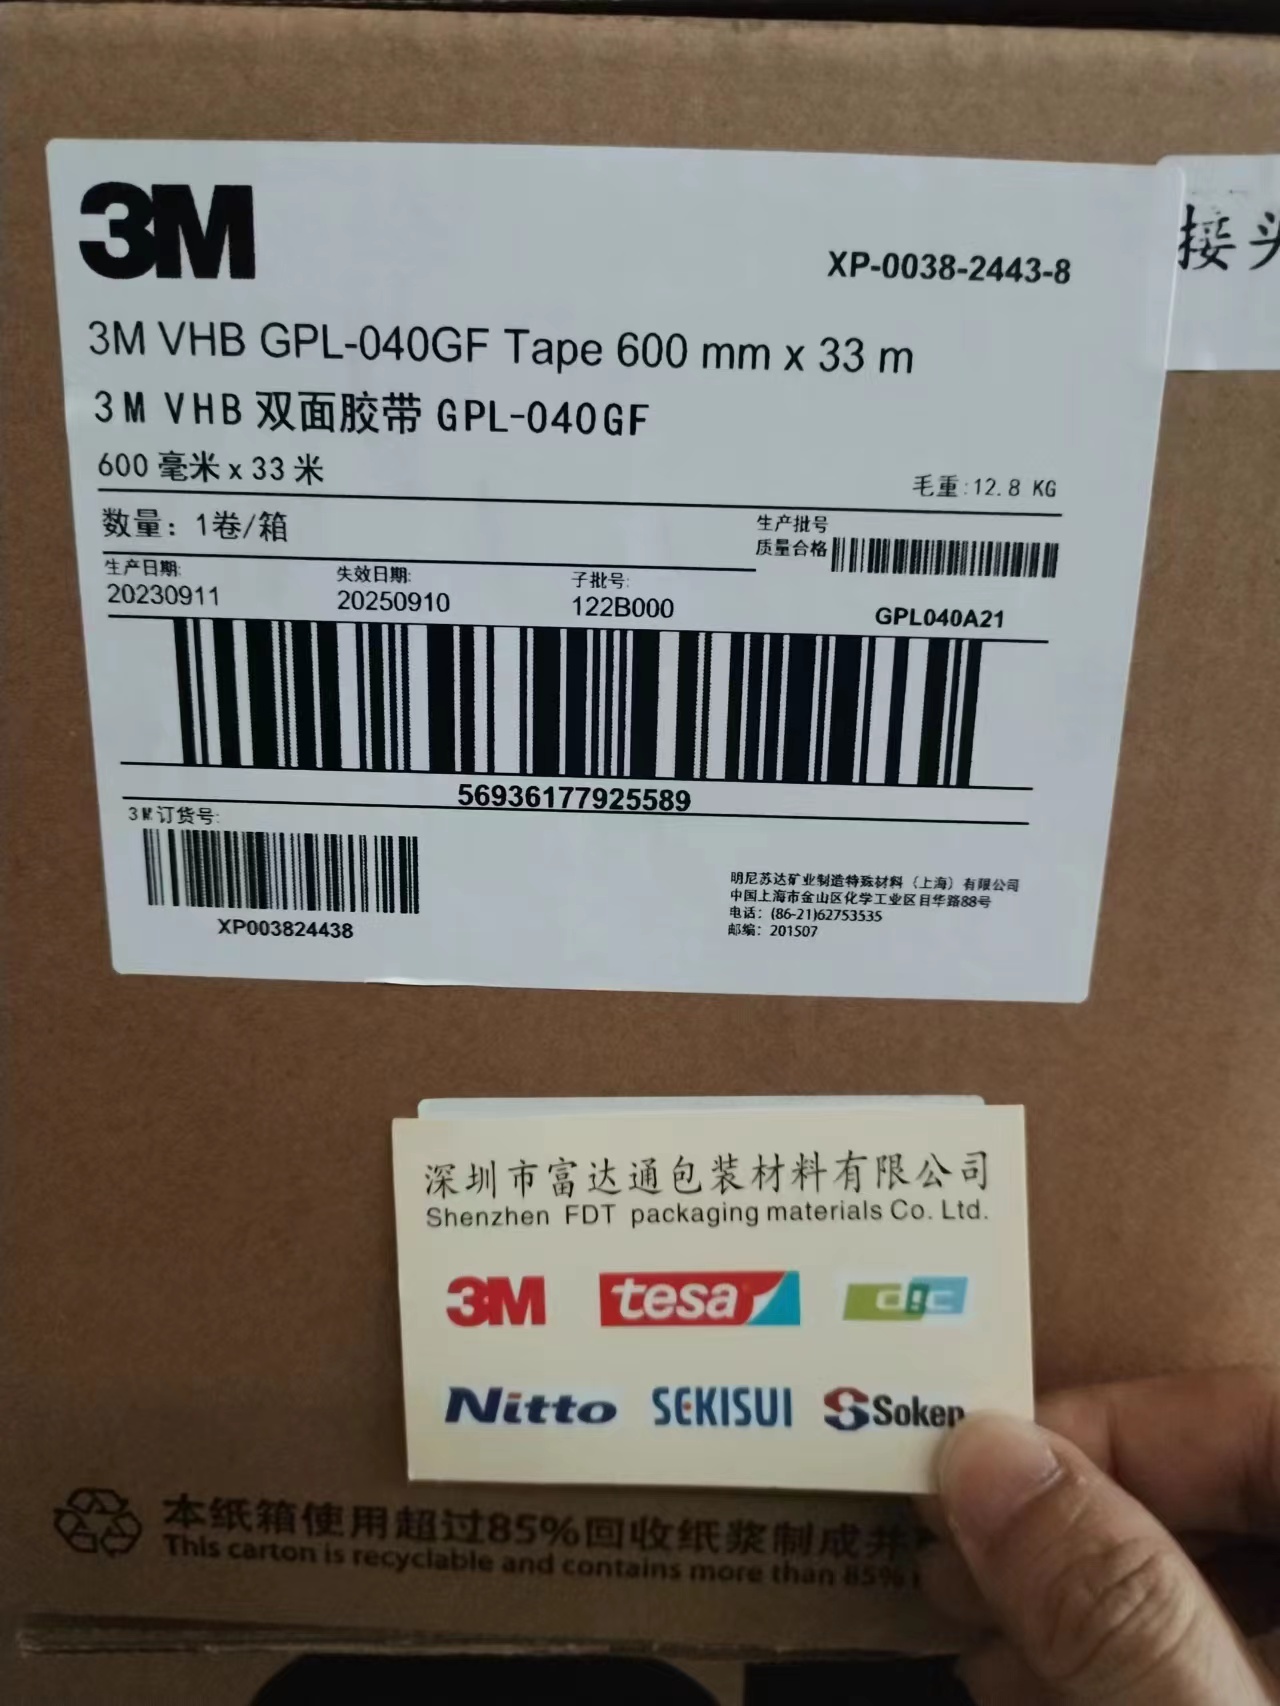 3M
接头
XP-0038-2443-8
3M VHB GPL-040GF Tape 600 mm x 33 m
3M VHB 双面胶带 GPL-040GF
600 毫米 x 33 米
毛重:12.8 KG
数量：1卷/箱
生产批号
质量合格
生产日期:
失效日期:
子批号:
20230911
20250910
122B000
GPL040A21
56936177925589
3M订货号:
XP003824438
明尼苏达矿业制造特殊材料（上海）有限公司
中国上海市金山区化学工业区目华路88号
电话：(86-21)62753535
邮编：201507
深圳市富达通包装材料有限公司
Shenzhen FDT packaging materials Co. Ltd.
3M tesa dic
Nitto SEKISUI Soken
本纸箱使用超过85%回收纸浆制成并
This carton is recyclable and contains more than 85%